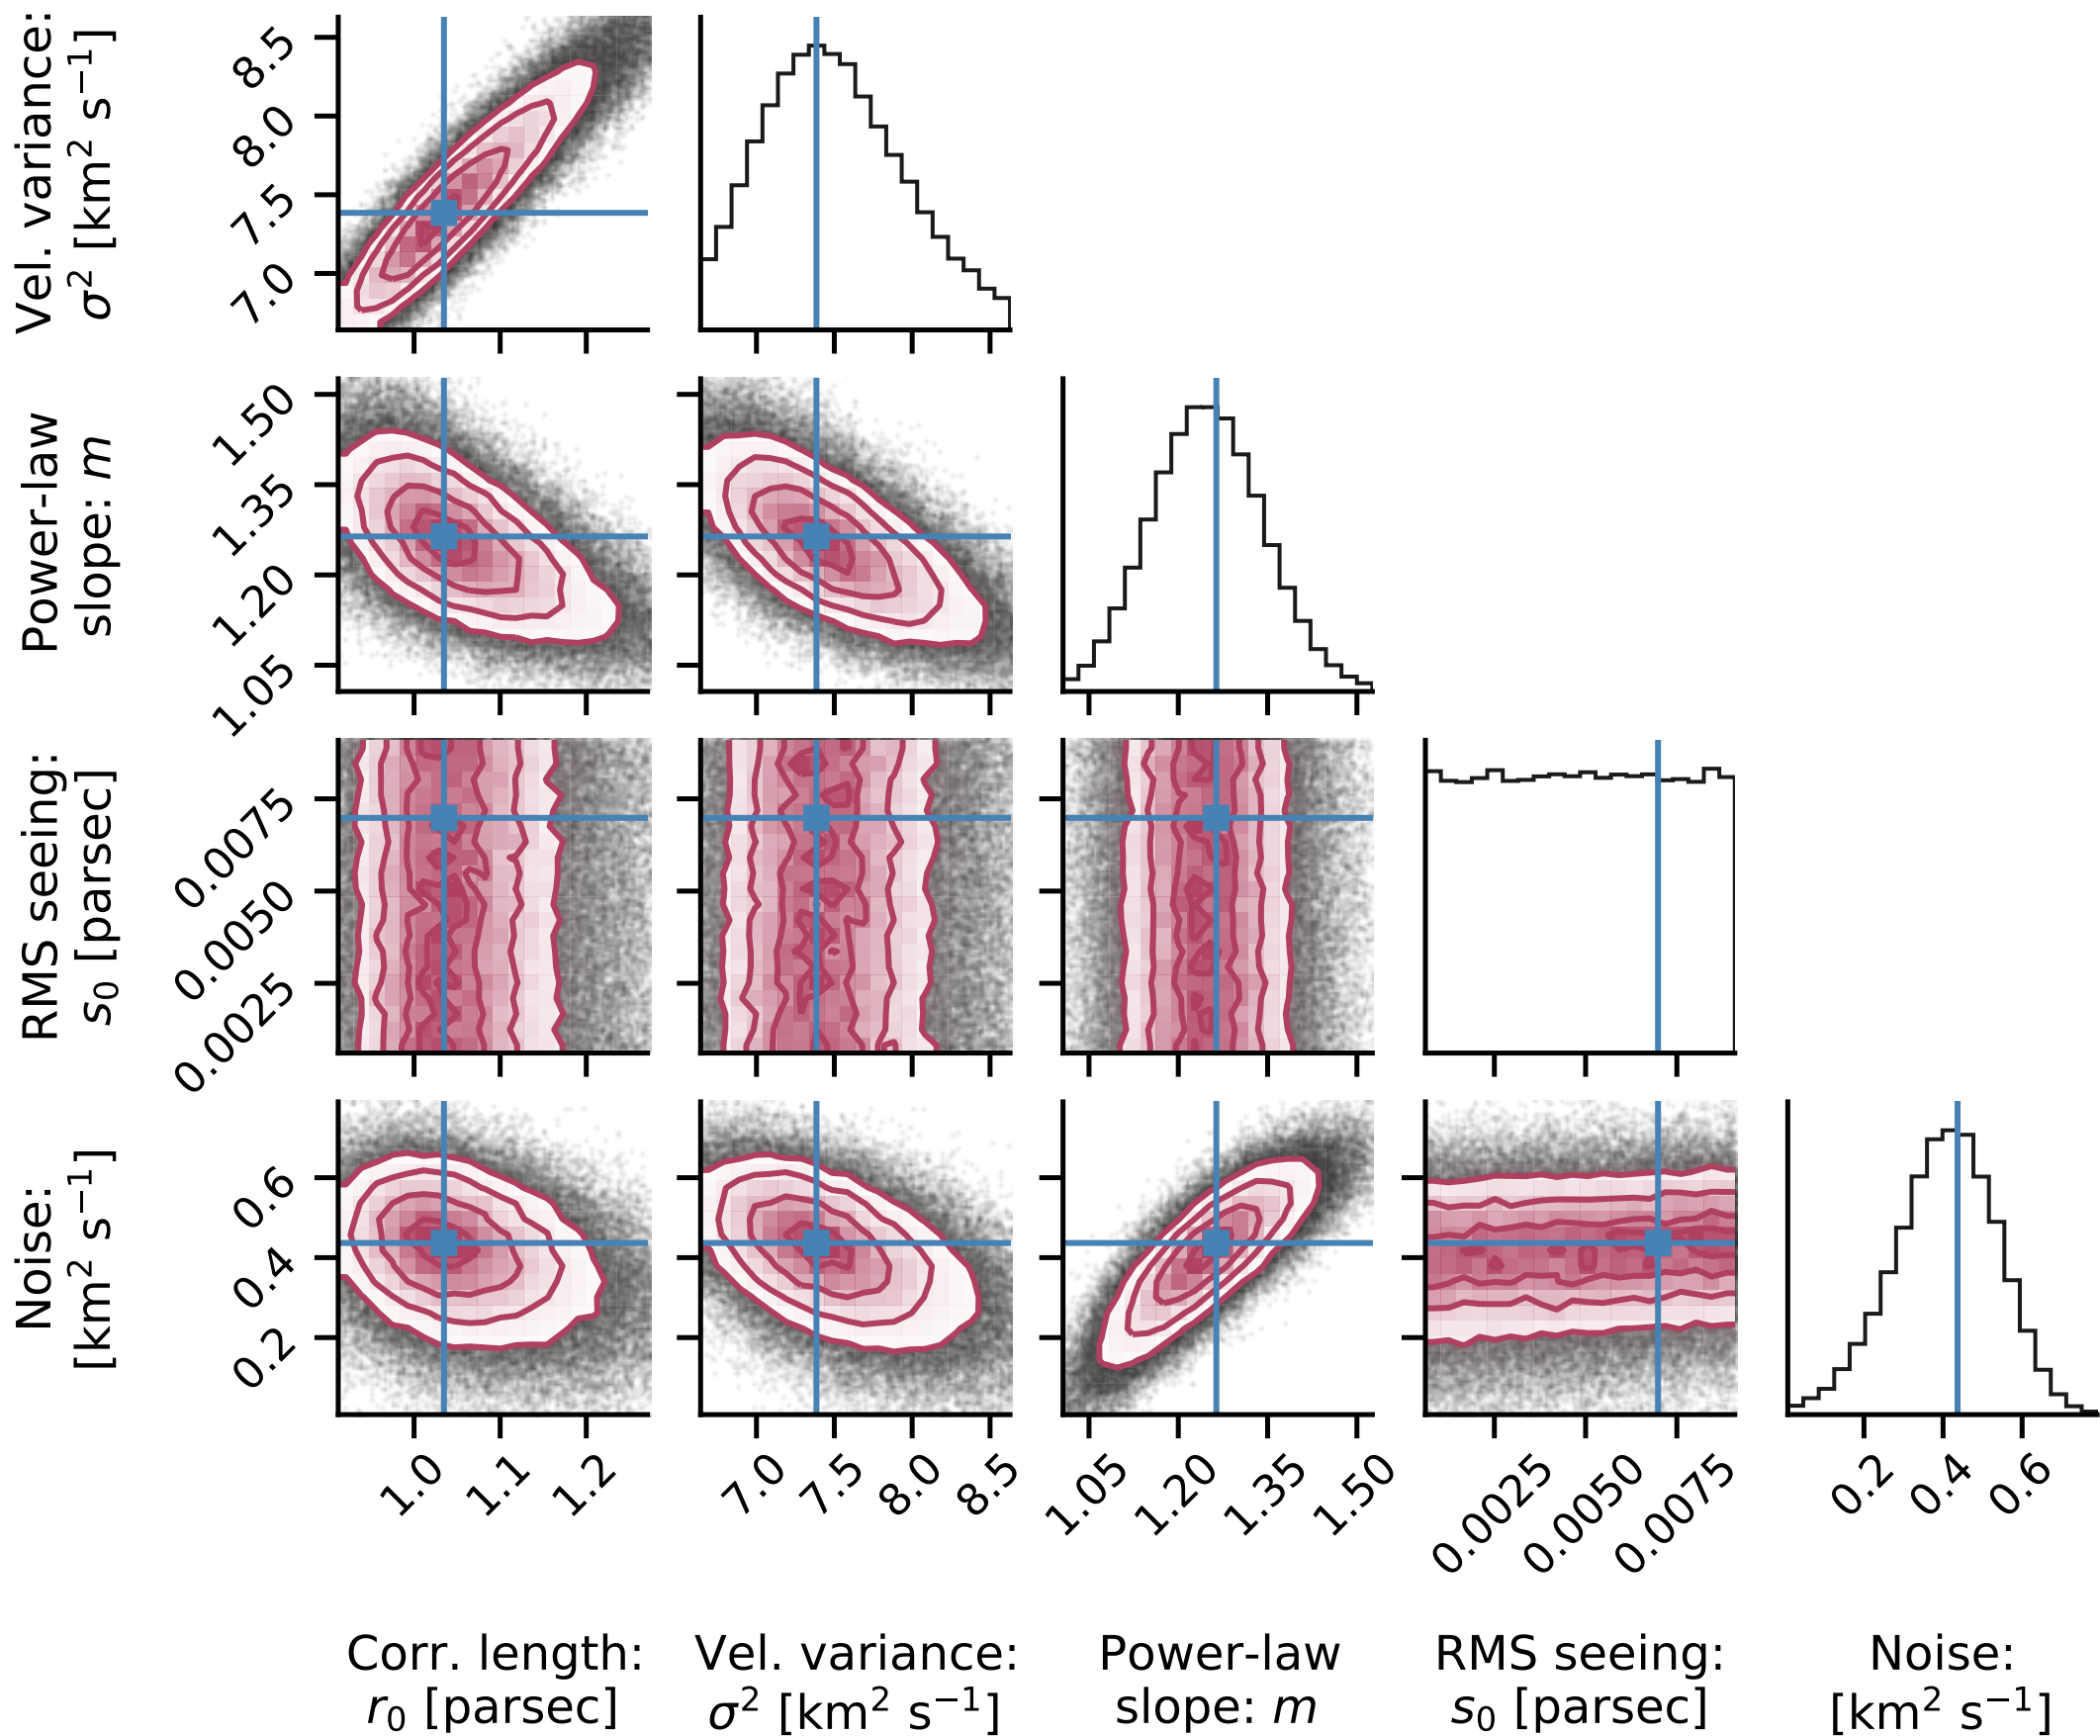 Vel. variance:
σ² [km² s⁻¹]
8.5
8.0
7.5
7.0
Power-law
slope: m
1.50
1.35
1.20
1.05
RMS seeing:
s₀ [parsec]
0.0075
0.0050
0.0025
Noise:
[km² s⁻¹]
0.6
0.4
0.2
1.0 1.1 1.2 7.0 7.5 8.0 8.5 1.05 1.20 1.35 1.50 0.0025 0.0050 0.0075 0.2 0.4 0.6
Corr. length: Vel. variance: Power-law RMS seeing: Noise:
r₀ [parsec] σ² [km² s⁻¹] slope: m s₀ [parsec] [km² s⁻¹]